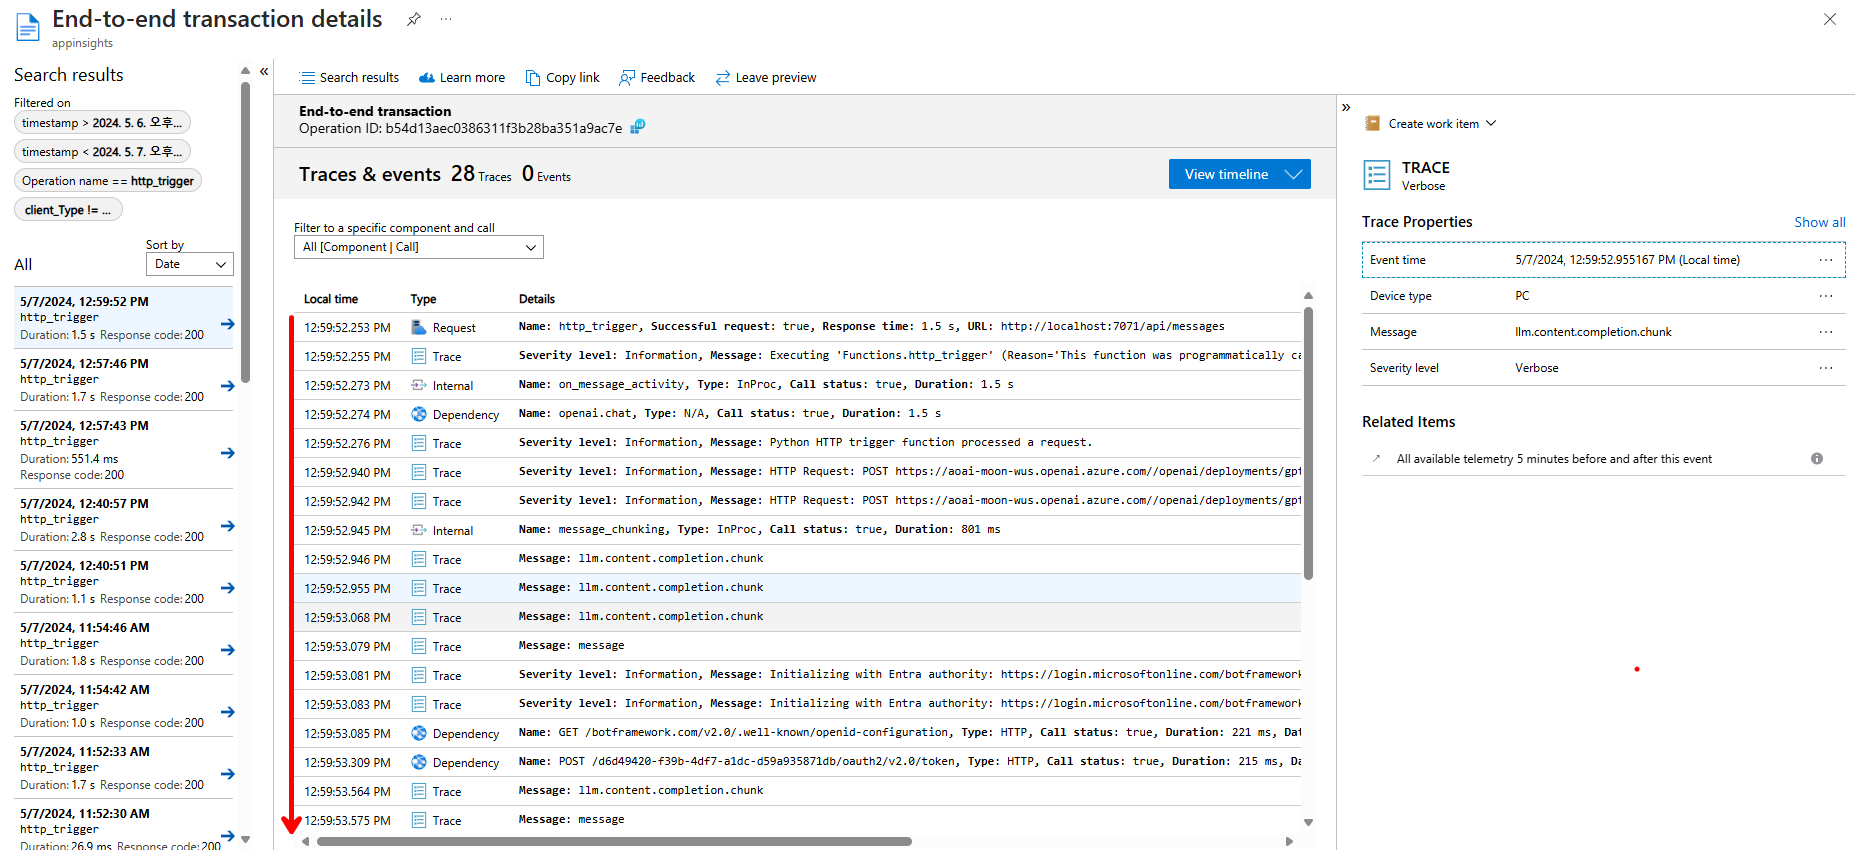 End-to-end transaction details
appinsights
Search results
Filtered on
timestamp > 2024. 5. 6. 오후...
timestamp < 2024. 5. 7. 오후...
Operation name == http_trigger
client_Type != ...
Sort by
All
Date
5/7/2024, 12:59:52 PM
http_trigger
Duration: 1.5 s Response code: 200
5/7/2024, 12:57:46 PM
http_trigger
Duration: 1.7 s Response code: 200
5/7/2024, 12:57:43 PM
http_trigger
Duration: 551.4 ms
Response code: 200
5/7/2024, 12:40:57 PM
http_trigger
Duration: 2.8 s Response code: 200
5/7/2024, 12:40:51 PM
http_trigger
Duration: 1.1 s Response code: 200
5/7/2024, 11:54:46 AM
http_trigger
Duration: 1.8 s Response code: 200
5/7/2024, 11:54:42 AM
http_trigger
Duration: 1.0 s Response code: 200
5/7/2024, 11:52:33 AM
http_trigger
Duration: 1.7 s Response code: 200
5/7/2024, 11:52:30 AM
http_trigger
Duration: 26.9 ms Response code: 200
Search results Learn more Copy link Feedback Leave preview
End-to-end transaction
Operation ID: b54d13aec0386311f3b28ba351a9ac7e
Traces & events 28 Traces 0 Events
View timeline
Filter to a specific component and call
All [Component | Call]
Local time Type Details
12:59:52.253 PM Request Name: http_trigger, Successful request: true, Response time: 1.5 s, URL: http://localhost:7071/api/messages
12:59:52.255 PM Trace Severity level: Information, Message: Executing 'Functions.http_trigger' (Reason='This function was programmatically ca
12:59:52.273 PM Internal Name: on_message_activity, Type: InProc, Call status: true, Duration: 1.5 s
12:59:52.274 PM Dependency Name: openai.chat, Type: N/A, Call status: true, Duration: 1.5 s
12:59:52.276 PM Trace Severity level: Information, Message: Python HTTP trigger function processed a request.
12:59:52.940 PM Trace Severity level: Information, Message: HTTP Request: POST https://aoai-moon-wus.openai.azure.com//openai/deployments/gpt
12:59:52.942 PM Trace Severity level: Information, Message: HTTP Request: POST https://aoai-moon-wus.openai.azure.com//openai/deployments/gpt
12:59:52.945 PM Internal Name: message_chunking, Type: InProc, Call status: true, Duration: 801 ms
12:59:52.946 PM Trace Message: llm.content.completion.chunk
12:59:52.955 PM Trace Message: llm.content.completion.chunk
12:59:53.068 PM Trace Message: llm.content.completion.chunk
12:59:53.079 PM Trace Message: message
12:59:53.081 PM Trace Severity level: Information, Message: Initializing with Entra authority: https://login.microsoftonline.com/botframework
12:59:53.083 PM Trace Severity level: Information, Message: Initializing with Entra authority: https://login.microsoftonline.com/botframework
12:59:53.085 PM Dependency Name: GET /botframework.com/v2.0/.well-known/openid-configuration, Type: HTTP, Call status: true, Duration: 221 ms, Dat
12:59:53.309 PM Dependency Name: POST /d6d49420-f39b-4df7-a1dc-d59a935871db/oauth2/v2.0/token, Type: HTTP, Call status: true, Duration: 215 ms, Da
12:59:53.564 PM Trace Message: llm.content.completion.chunk
12:59:53.575 PM Trace Message: message
Create work item
TRACE
Verbose
Trace Properties Show all
Event time 5/7/2024, 12:59:52.955167 PM (Local time)
Device type PC
Message llm.content.completion.chunk
Severity level Verbose
Related Items
All available telemetry 5 minutes before and after this event